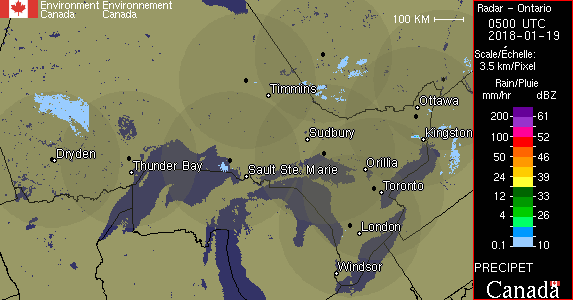 Environment Environnement
Canada Canada
100 KM
Timmins
Ottawa
Sudbury
Kingston
Dryden
Thunder Bay
Sault Ste. Marie
Orillia
Toronto
London
Windsor
Radar - Ontario
0500 UTC
2018-01-19
Scale/Échelle:
3.5 km/Pixel
Rain/Pluie
mm/hr dBZ
200 61
100 52
50 46
24 39
12 33
4 26
0.1 10
PRECIPET
Canada